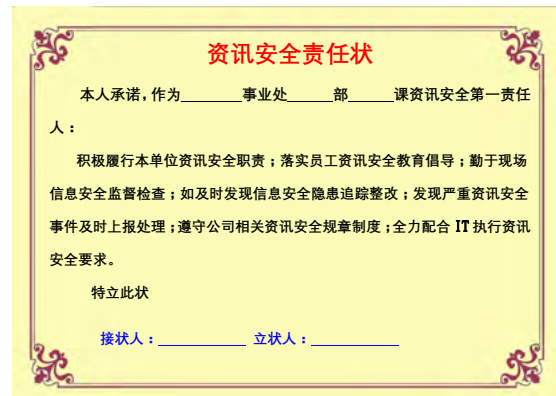 资讯安全责任状
本人承诺,作为________事业处______部______课资讯安全第一责任
人：
积极履行本单位资讯安全职责；落实员工资讯安全教育倡导；勤于现场
信息安全监督检查；如及时发现信息安全隐患追踪整改；发现严重资讯安全
事件及时上报处理；遵守公司相关资讯安全规章制度；全力配合 IT 执行资讯
安全要求。
特立此状
接状人：____________ 立状人：____________